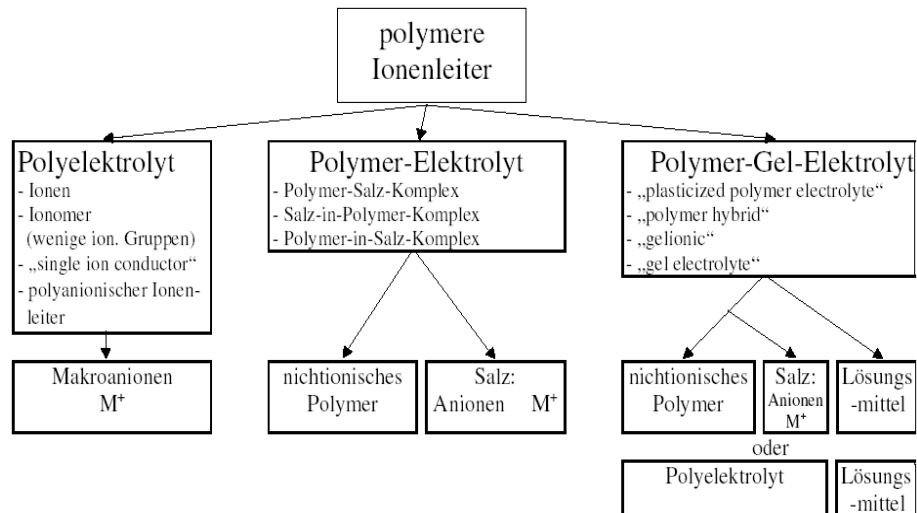 polymere
Ionenleiter
Polyelektrolyt
- Ionen
- Ionomer
(wenige ion. Gruppen)
- „single ion conductor“
- polyanionischer Ionen-
leiter
Polymer-Elektrolyt
- Polymer-Salz-Komplex
- Salz-in-Polymer-Komplex
- Polymer-in-Salz-Komplex
Polymer-Gel-Elektrolyt
- „plasticized polymer electrolyte“
- „polymer hybrid“
- „gelionic“
- „gel electrolyte“
Makroanionen
M⁺
nichtionisches
Polymer
Salz:
Anionen M⁺
nichtionisches
Polymer
Salz:
Anionen
M⁺
Lösungs
-mittel
oder
Polyelektrolyt
Lösungs
-mittel